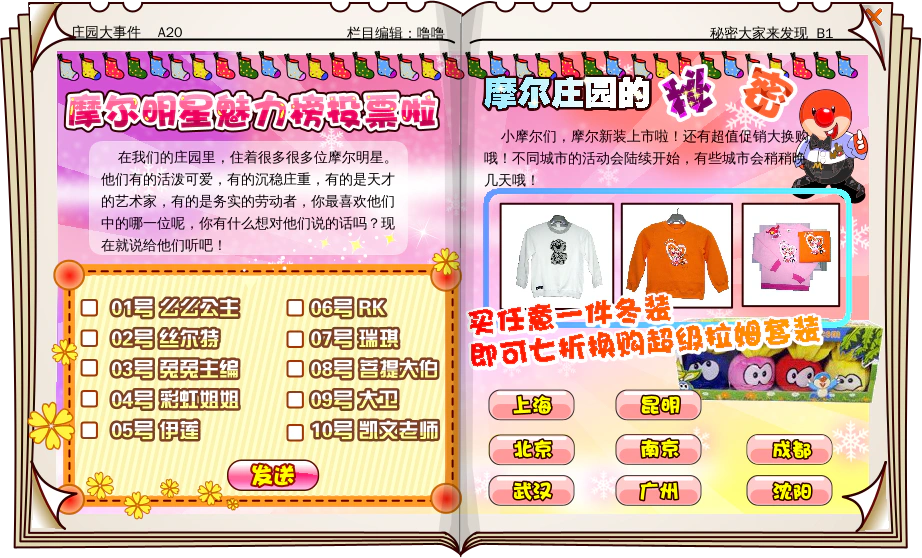 庄园大事件 A20
栏目编辑：噜噜
摩尔明星魅力榜投票啦
在我们的庄园里，住着很多很多位摩尔明星。
他们有的活泼可爱，有的沉稳庄重，有的是天才
的艺术家，有的是务实的劳动者，你最喜欢他们
中的哪一位呢，你有什么想对他们说的话吗？现
在就说给他们听吧！
01号 么么公主
02号 丝尔特
03号 兔兔主编
04号 彩虹姐姐
05号 伊莲
06号 RK
07号 瑞琪
08号 菩提大伯
09号 大卫
10号 凯文老师
发送
秘密大家来发现 B1
摩尔庄园的 秘密
小摩尔们，摩尔新装上市啦！还有超值促销大换购
哦！不同城市的活动会陆续开始，有些城市会稍稍晚
几天哦！
买任意一件冬装
即可七折换购超级拉姆套装
上海
昆明
北京
南京
成都
武汉
广州
沈阳